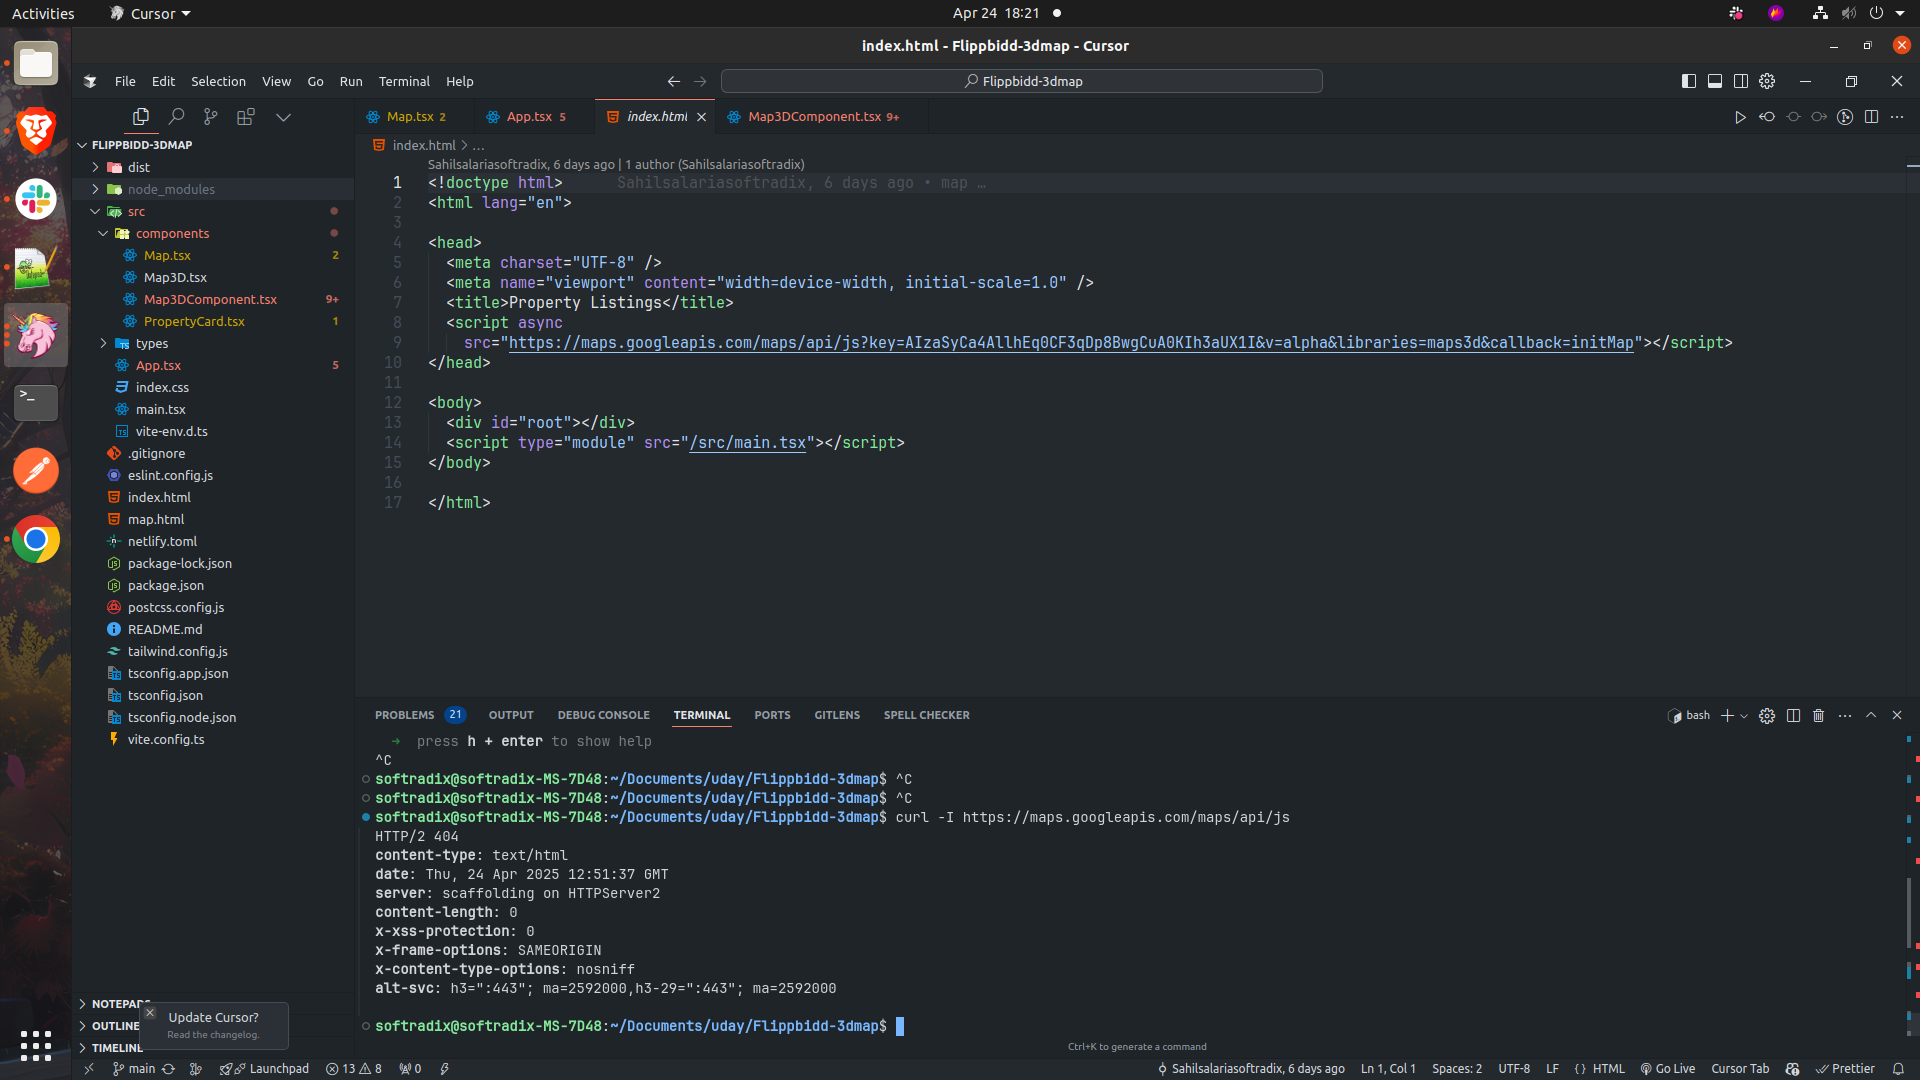 Activities
Cursor
Apr 24 18:21
index.html - Flippbidd-3dmap - Cursor
File Edit Selection View Go Run Terminal Help
Flippbidd-3dmap
Map.tsx 2
App.tsx 5
index.html
Map3DComponent.tsx 9+
FLIPPBIDD-3DMAP
dist
node_modules
src
components
Map.tsx 2
Map3D.tsx
Map3DComponent.tsx 9+
PropertyCard.tsx 1
types
App.tsx 5
index.css
main.tsx
vite-env.d.ts
.gitignore
eslint.config.js
index.html
map.html
netlify.toml
package-lock.json
package.json
postcss.config.js
README.md
tailwind.config.js
tsconfig.app.json
tsconfig.json
tsconfig.node.json
vite.config.ts
NOTEPADS
OUTLINE
TIMELINE
Update Cursor?
Read the changelog.
index.html > ...
Sahilsalariasoftradix, 6 days ago | 1 author (Sahilsalariasoftradix)
1 <!doctype html> Sahilsalariasoftradix, 6 days ago • map …
2 <html lang="en">
3
4 <head>
5 <meta charset="UTF-8" />
6 <meta name="viewport" content="width=device-width, initial-scale=1.0" />
7 <title>Property Listings</title>
8 <script async
9 src="https://maps.googleapis.com/maps/api/js?key=AIzaSyCa4AllhEq0CF3qDp8BwgCuA0KIh3aUX1I&v=alpha&libraries=maps3d&callback=initMap"></script>
10 </head>
11
12 <body>
13 <div id="root"></div>
14 <script type="module" src="/src/main.tsx"></script>
15 </body>
16
17 </html>
PROBLEMS 21 OUTPUT DEBUG CONSOLE TERMINAL PORTS GITLENS SPELL CHECKER
bash
→ press h + enter to show help
^C
softradix@softradix-MS-7D48:~/Documents/uday/Flippbidd-3dmap$ ^C
softradix@softradix-MS-7D48:~/Documents/uday/Flippbidd-3dmap$ ^C
softradix@softradix-MS-7D48:~/Documents/uday/Flippbidd-3dmap$ curl -I https://maps.googleapis.com/maps/api/js
HTTP/2 404
content-type: text/html
date: Thu, 24 Apr 2025 12:51:37 GMT
server: scaffolding on HTTPServer2
content-length: 0
x-xss-protection: 0
x-frame-options: SAMEORIGIN
x-content-type-options: nosniff
alt-svc: h3=":443"; ma=2592000,h3-29=":443"; ma=2592000
softradix@softradix-MS-7D48:~/Documents/uday/Flippbidd-3dmap$
Ctrl+K to generate a command
main Launchpad 13 8 0
Sahilsalariasoftradix, 6 days ago Ln 1, Col 1 Spaces: 2 UTF-8 LF {} HTML Go Live Cursor Tab Prettier